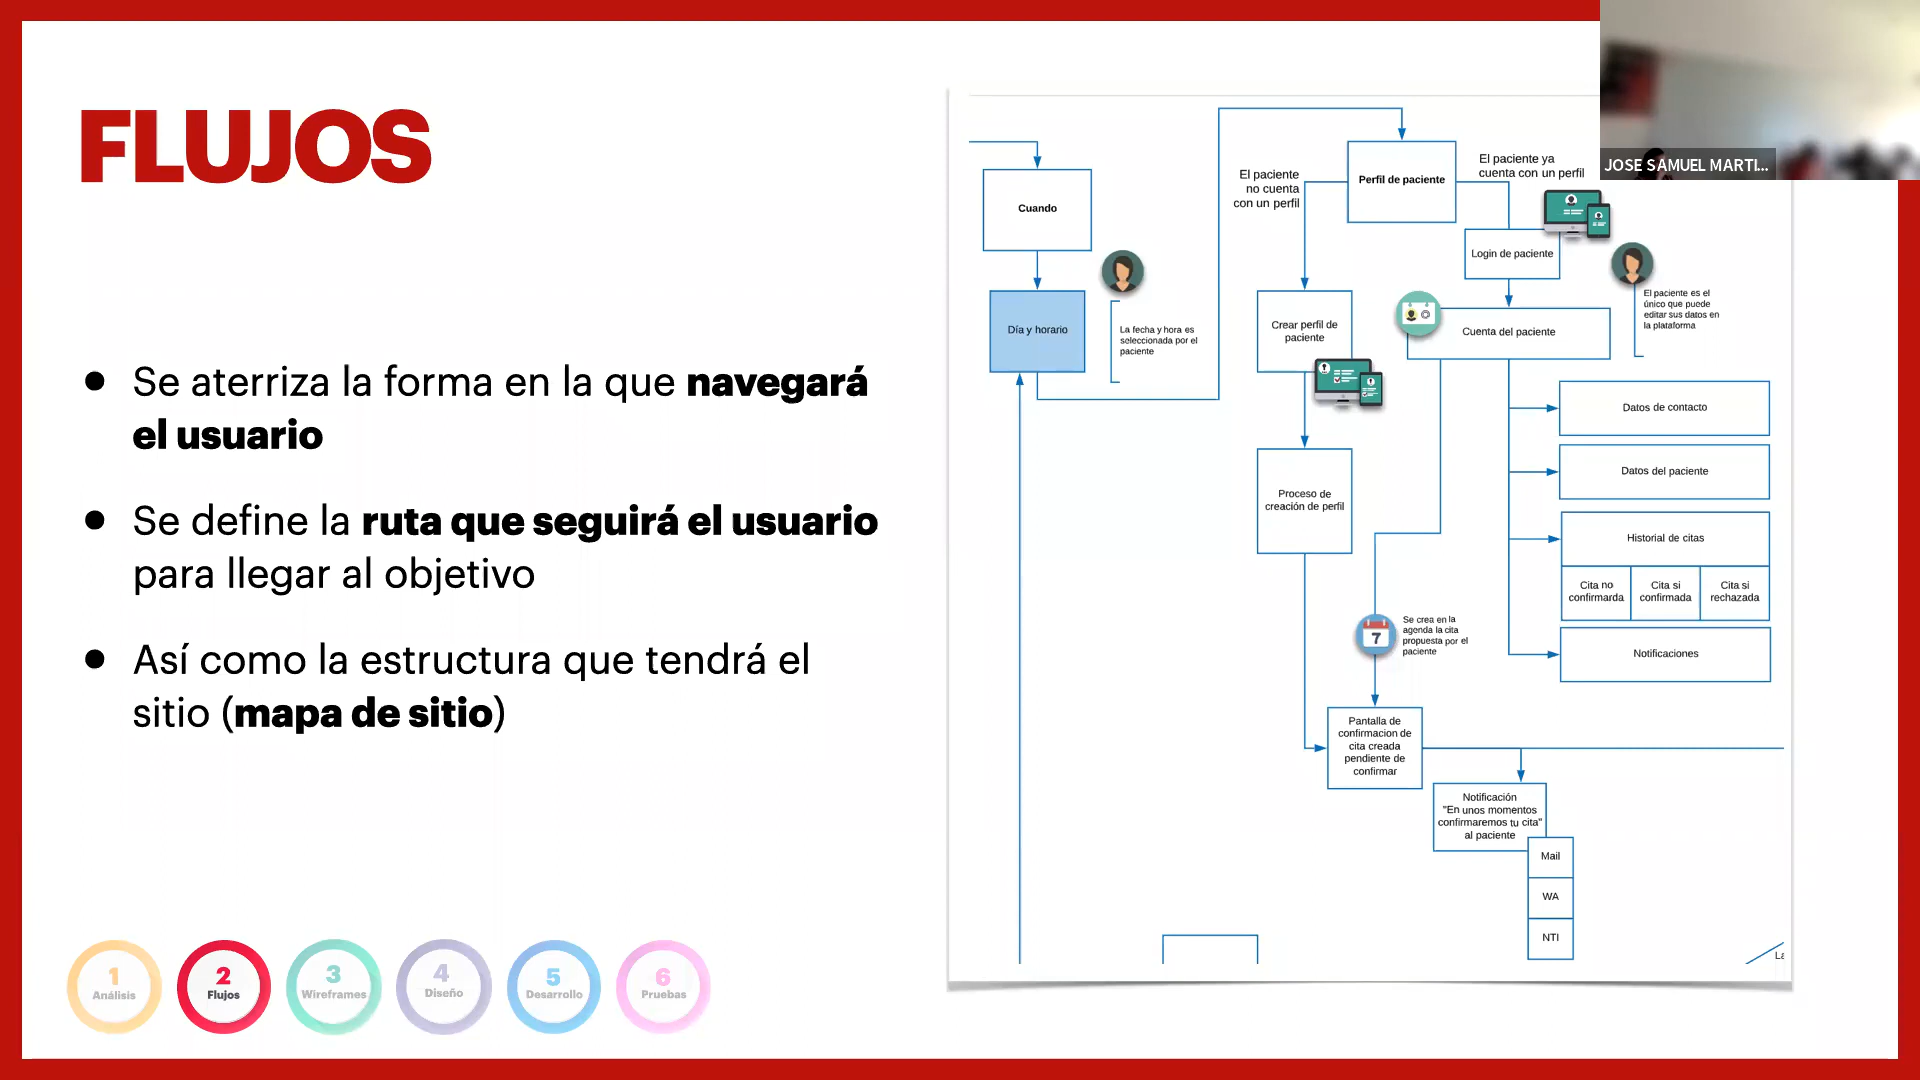 FLUJOS
● Se aterriza la forma en la que navegará
el usuario
● Se define la ruta que seguirá el usuario
para llegar al objetivo
● Así como la estructura que tendrá el
sitio (mapa de sitio)
1
Análisis
2
Flujos
3
Wireframes
4
Diseño
5
Desarrollo
6
Pruebas
Cuando
Día y horario
La fecha y hora es
seleccionada por el
paciente
El paciente
no cuenta
con un perfil
Perfil de paciente
El paciente ya
cuenta con un perfil
Login de paciente
El paciente es el
único que puede
editar sus datos en
la plataforma
Crear perfil de
paciente
Cuenta del paciente
Proceso de
creación de perfil
Datos de contacto
Datos del paciente
Historial de citas
Cita no
confirmarda
Cita si
confirmada
Cita si
rechazada
Notificaciones
7
Se crea en la
agenda la cita
propuesta por el
paciente
Pantalla de
confirmacion de
cita creada
pendiente de
confirmar
Notificación
"En unos momentos
confirmaremos tu cita"
al paciente
Mail
WA
NTI
La
JOSE SAMUEL MARTI...